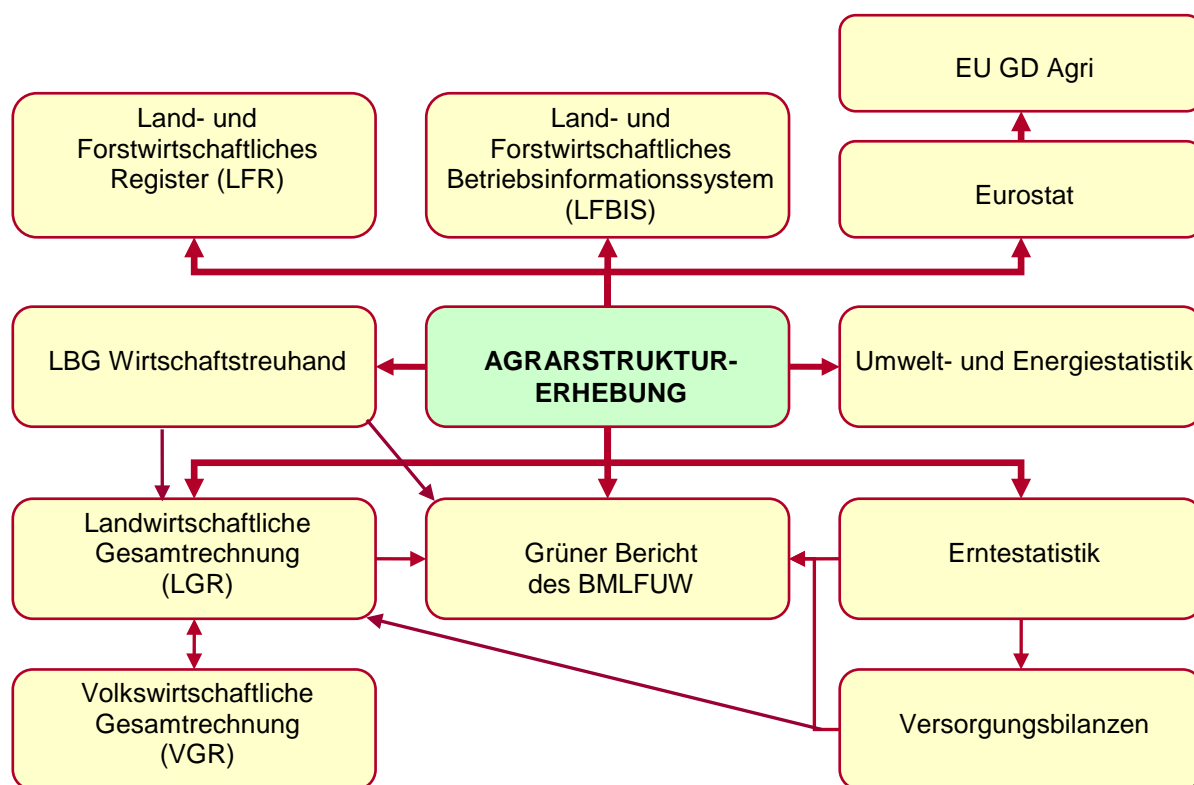 EU GD Agri
Land- und
Forstwirtschaftliches
Register (LFR)
Land- und
Forstwirtschaftliches
Betriebsinformationssystem
(LFBIS)
Eurostat
LBG Wirtschaftstreuhand
AGRARSTRUKTUR-
ERHEBUNG
Umwelt- und Energiestatistik
Landwirtschaftliche
Gesamtrechnung
(LGR)
Grüner Bericht
des BMLFUW
Erntestatistik
Volkswirtschaftliche
Gesamtrechnung
(VGR)
Versorgungsbilanzen